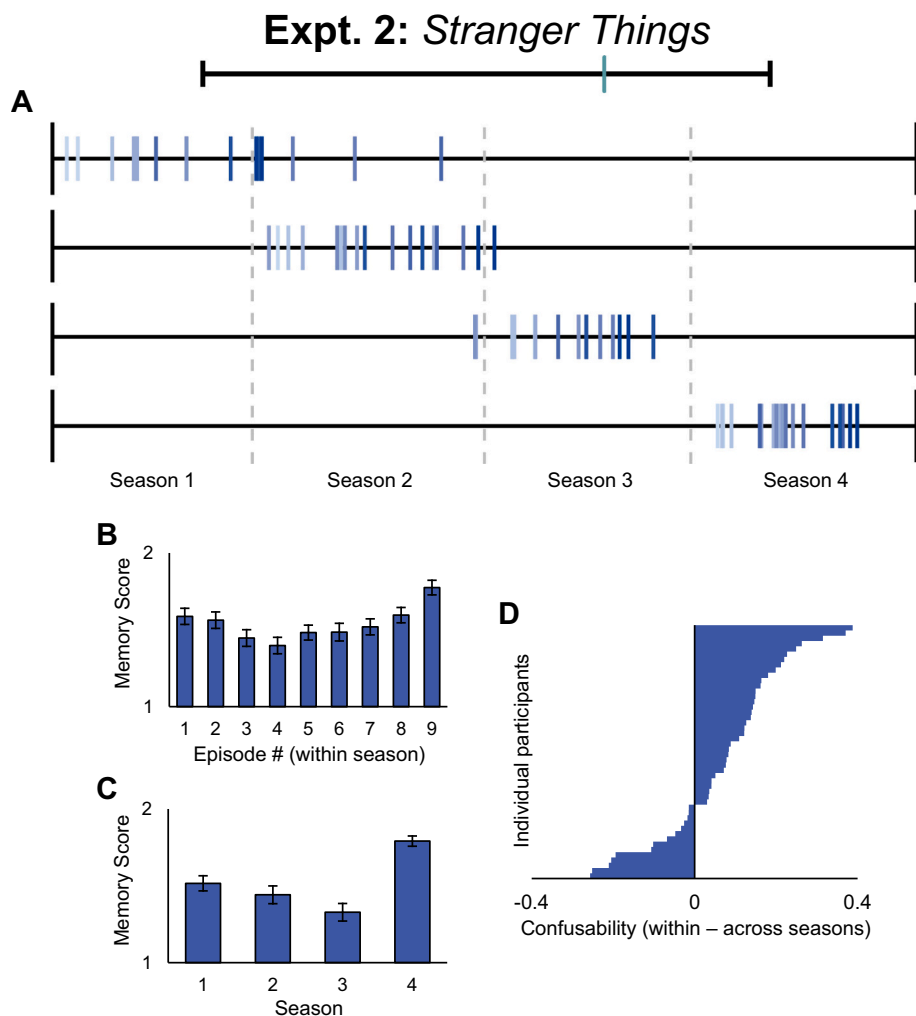 Expt. 2: Stranger Things
A
Season 1 Season 2 Season 3 Season 4
B
2
Memory Score
1
1 2 3 4 5 6 7 8 9
Episode # (within season)
C
2
Memory Score
1
1 2 3 4
Season
D
Individual participants
-0.4 0 0.4
Confusability (within – across seasons)